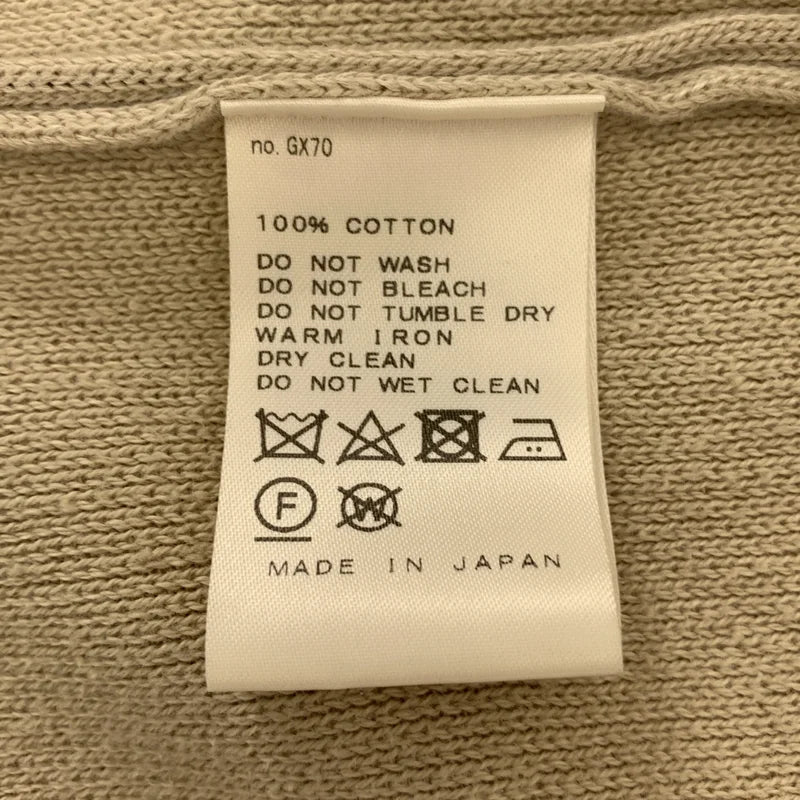 no. GX70
100% COTTON
DO NOT WASH
DO NOT BLEACH
DO NOT TUMBLE DRY
WARM IRON
DRY CLEAN
DO NOT WET CLEAN
F W
MADE IN JAPAN